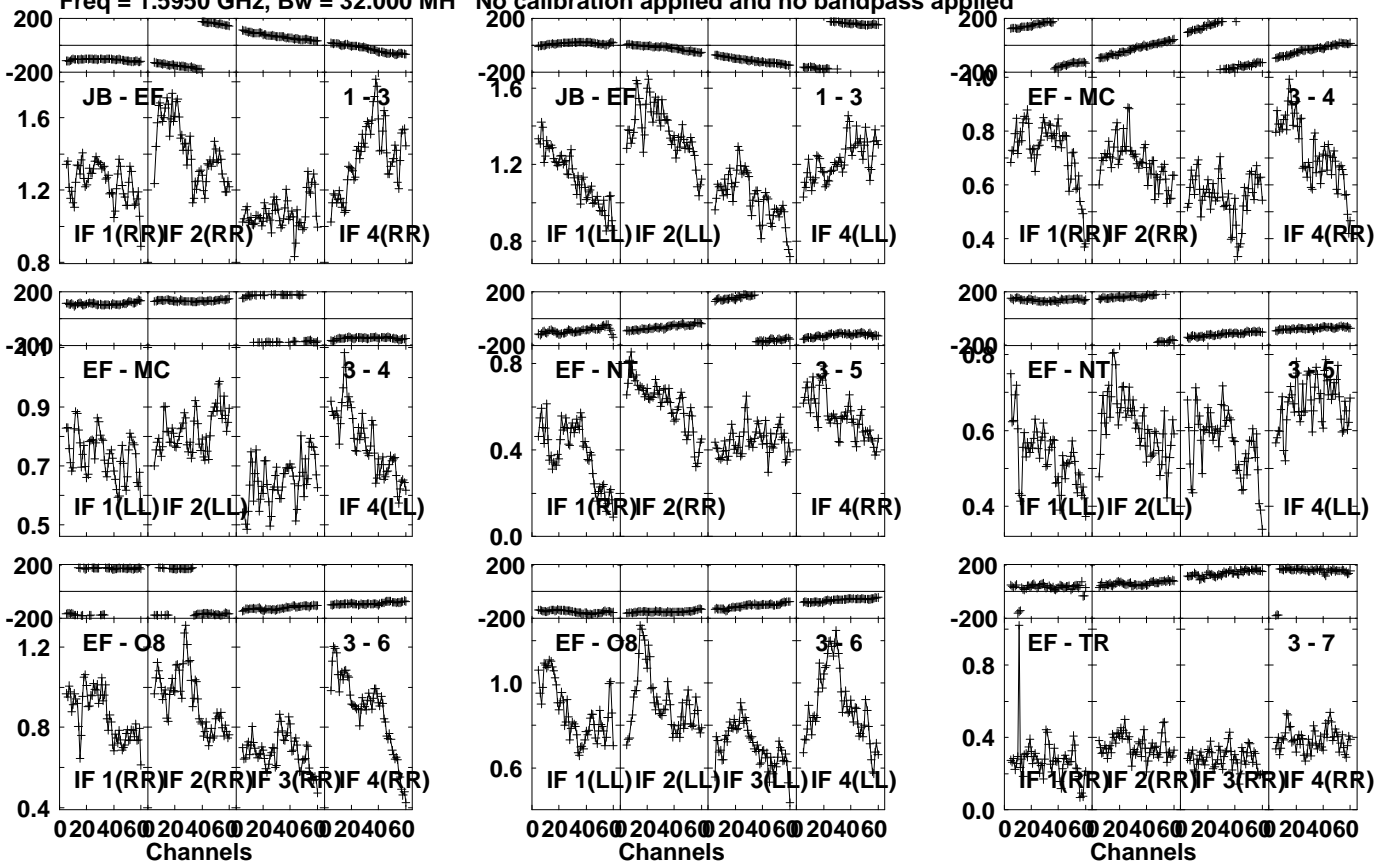 Freq = 1.5950 GHz, Bw = 32.000 MH No calibration applied and no bandpass applied
200
-200
JB - EF 1 - 3
1.6
1.2
0.8
IF 1(RR) IF 2(RR) IF 4(RR)
200
-200
JB - EF 1 - 3
1.6
1.2
0.8
IF 1(LL) IF 2(LL) IF 4(LL)
200
-200
1.0
EF - MC 3 - 4
0.8
0.6
0.4
IF 1(RR) IF 2(RR) IF 4(RR)
200
-200
1.1
EF - MC 3 - 4
0.9
0.7
0.5
IF 1(LL) IF 2(LL) IF 4(LL)
200
-200
0.8
EF - NT 3 - 5
0.4
0.0
IF 1(RR) IF 2(RR) IF 4(RR)
200
-200
0.8
EF - NT 3 - 5
0.6
0.4
IF 1(LL) IF 2(LL) IF 4(LL)
200
-200
EF - O8 3 - 6
1.2
0.8
0.4
IF 1(RR) IF 2(RR) IF 3(RR) IF 4(RR)
0 20 40 60 0 20 40 60 0 20 40 60 0 20 40 60
Channels
200
-200
EF - O8 3 - 6
1.0
0.6
IF 1(LL) IF 2(LL) IF 3(LL) IF 4(LL)
0 20 40 60 0 20 40 60 0 20 40 60 0 20 40 60
Channels
200
-200
EF - TR 3 - 7
0.8
0.4
0.0
IF 1(RR) IF 2(RR) IF 3(RR) IF 4(RR)
0 20 40 60 0 20 40 60 0 20 40 60 0 20 40 60
Channels